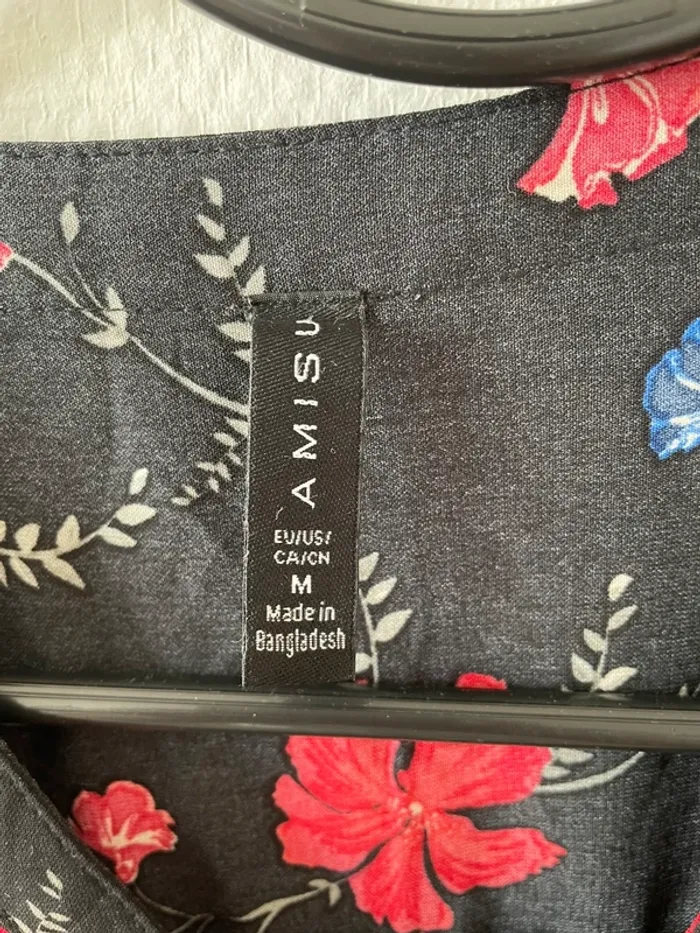 AMISU
EU/US/
CA/CN
M
Made in
Bangladesh